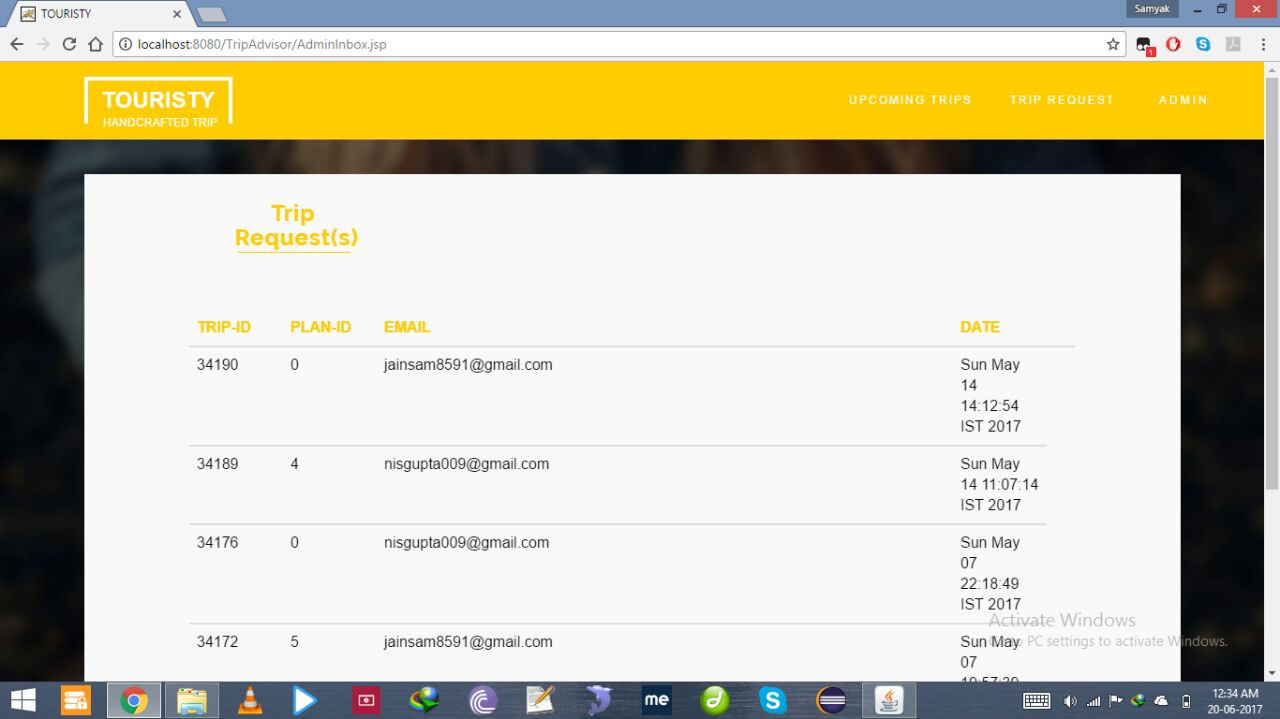 TOURISTY
Samyak
localhost:8080/TripAdvisor/AdminInbox.jsp
1
TOURISTY
HANDCRAFTED TRIP
UPCOMING TRIPS
TRIP REQUEST
ADMIN
Trip
Request(s)
TRIP-ID PLAN-ID EMAIL DATE
34190 0 jainsam8591@gmail.com Sun May
14
14:12:54
IST 2017
34189 4 nisgupta009@gmail.com Sun May
14 11:07:14
IST 2017
34176 0 nisgupta009@gmail.com Sun May
07
22:18:49
IST 2017
Activate Windows
34172 5 jainsam8591@gmail.com Sun May
Go to PC settings to activate Windows.
07
me
12:34 AM
20-06-2017